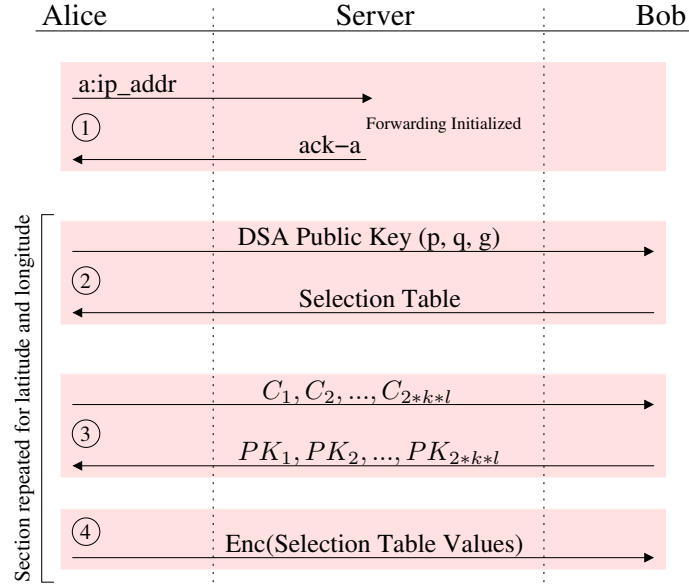 Alice Server Bob
a:ip_addr
1
Forwarding Initialized
ack−a
Section repeated for latitude and longitude
DSA Public Key (p, q, g)
2
Selection Table
C₁, C₂, ..., C₂∗ₖ∗ₗ
3
PK₁, PK₂, ..., PK₂∗ₖ∗ₗ
4
Enc(Selection Table Values)